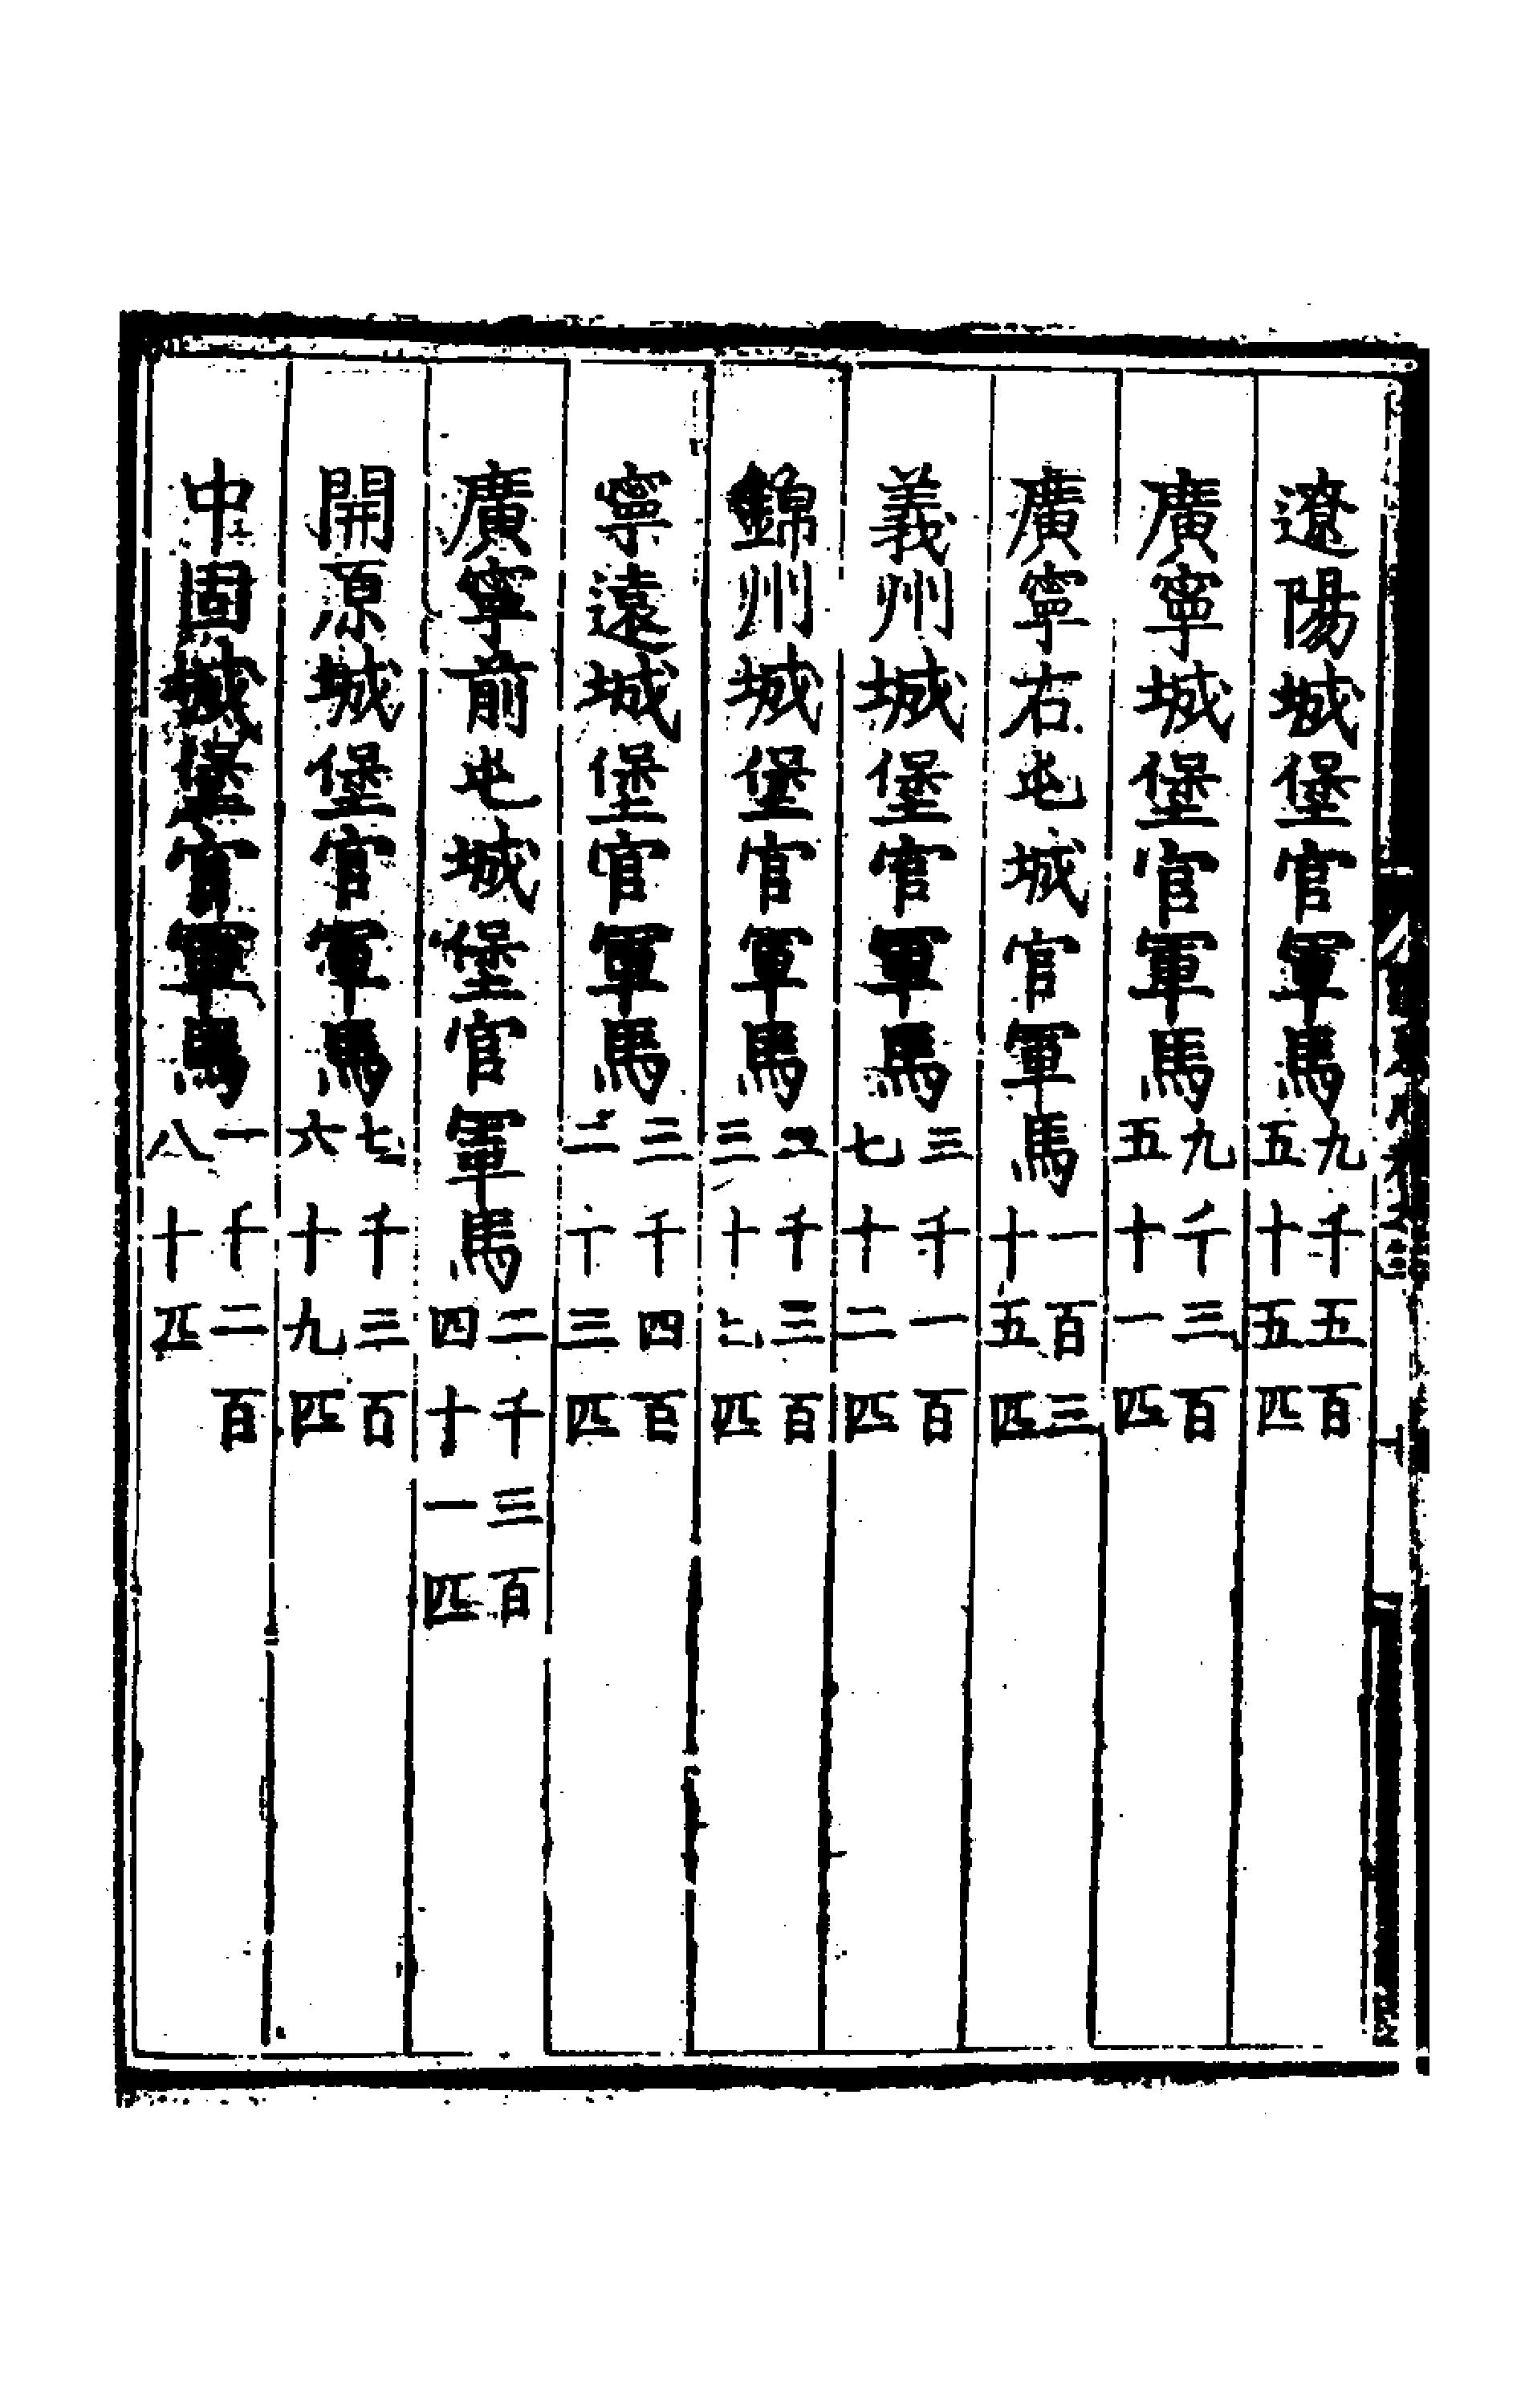 遼陽城堡官軍馬九千五百五十五匹
廣寧城堡官軍馬九千三百五十一匹
廣寧右屯城官軍馬一百三十五匹
義州城堡官軍馬三千一百七十二匹
錦州城堡官軍馬千三百三十匹
寧遠城堡官軍馬三千四百二十三匹
廣寧前屯城堡官軍馬二千三百四十一匹
開原城堡官軍馬七千三百六十九匹
中固城堡官軍馬一千二百八十匹